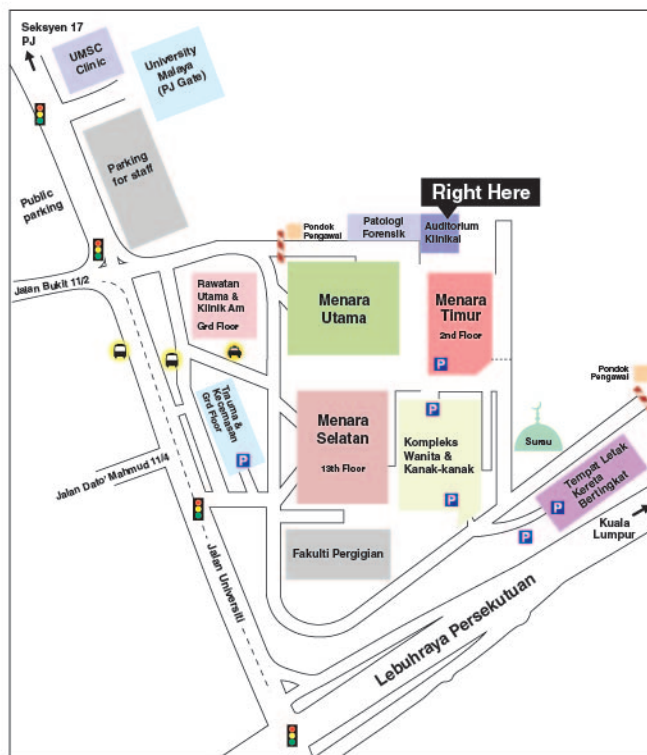 Seksyen 17
PJ
UMSC
Clinic
University
Malaya
(PJ Gate)
Parking
for staff
Public
parking
Right Here
Pondok
Pengawal
Patologi
Forensik
Auditorium
Klinikal
Jalan Bukit 11/2
Rawatan
Utama &
Klinik Am
Grd Floor
Menara
Utama
Menara
Timur
2nd Floor
P
Pondok
Pengawal
Trauma &
Kecemasan
Grd Floor
P
Menara
Selatan
13th Floor
P
Kompleks
Wanita &
Kanak-kanak
P
Surau
Tempat Letak
Kereta
Bertingkat
P
P
Kuala
Lumpur
Jalan Dato' Mahmud 11/4
Jalan Universiti
Fakulti Pergigian
Lebuhraya Persekutuan